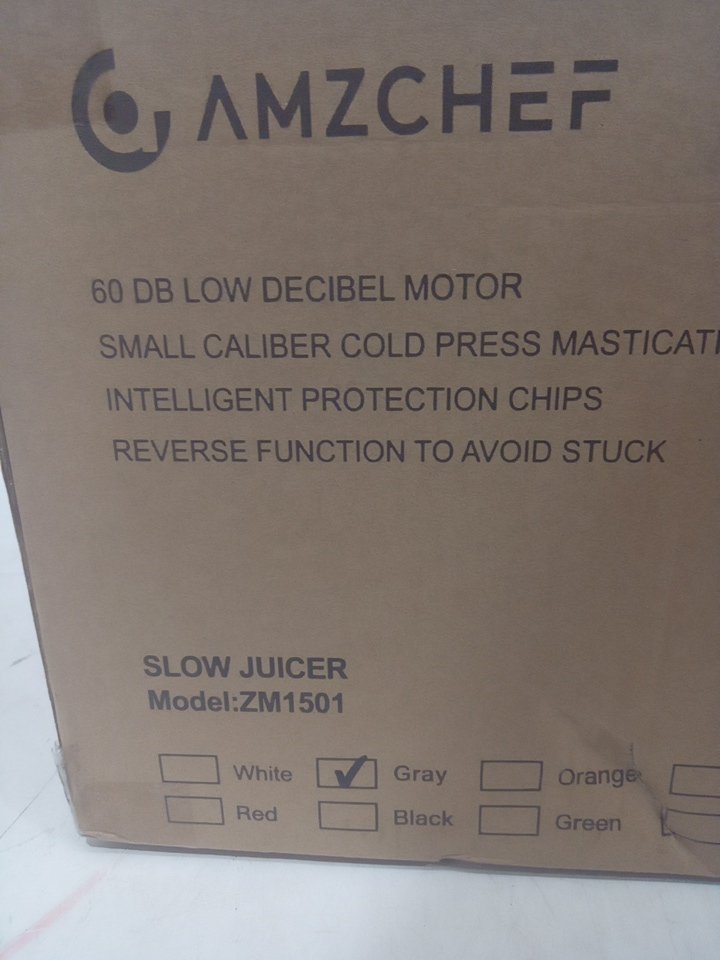 AMZCHEF
60 DB LOW DECIBEL MOTOR
SMALL CALIBER COLD PRESS MASTICATI
INTELLIGENT PROTECTION CHIPS
REVERSE FUNCTION TO AVOID STUCK
SLOW JUICER
Model:ZM1501
White Gray Orange
Red Black Green